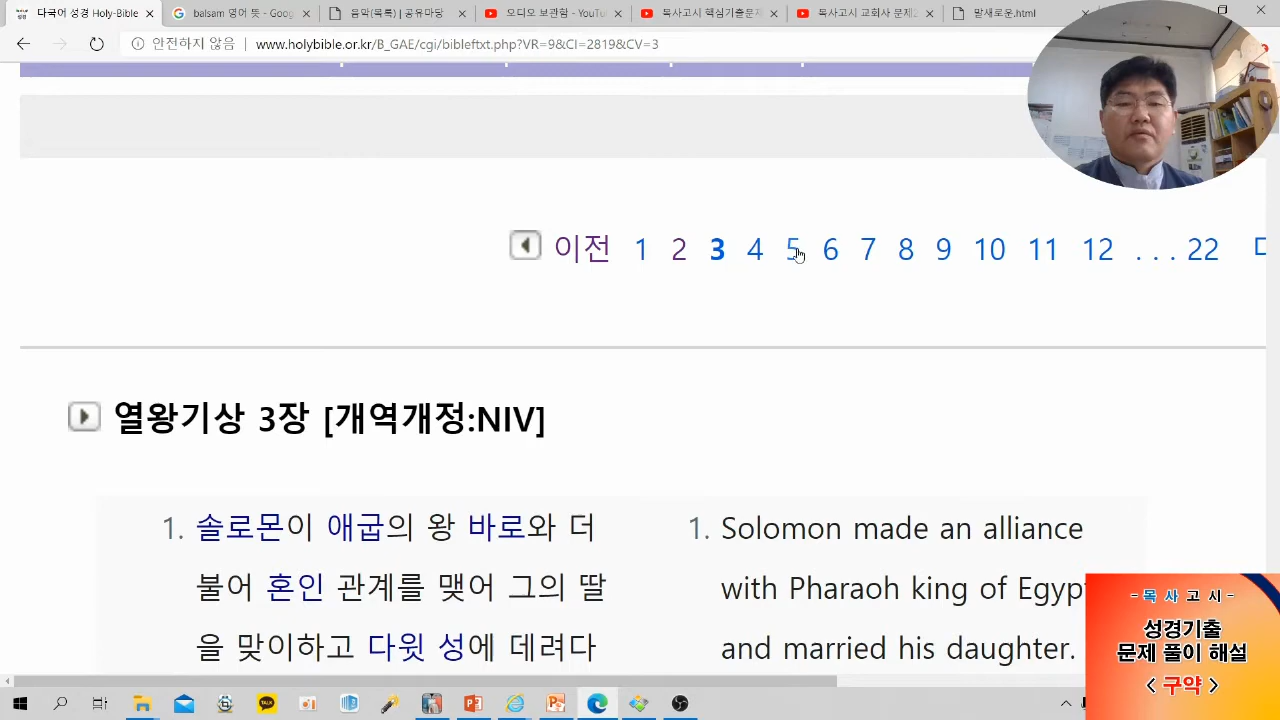 다국어 성경 Holy-Bible
balsam 영어 뜻 - Goog
음악(목록) | 공유마당
오디오 보관함 - YouTu
목사고시 핵심기출문제
목사고시 교회사 문제2
말새로운.html
안전하지 않음 | www.holybible.or.kr/B_GAE/cgi/bibleftxt.php?VR=9&CI=2819&CV=3
이전 1 2 3 4 5 6 7 8 9 10 11 12 . . . 22
열왕기상 3장 [개역개정:NIV]
1. 솔로몬이 애굽의 왕 바로와 더
불어 혼인 관계를 맺어 그의 딸
을 맞이하고 다윗 성에 데려다
1. Solomon made an alliance
with Pharaoh king of Egyp
and married his daughter.
- 목 사 고 시 -
성경기출
문제 풀이 해설
< 구약 >